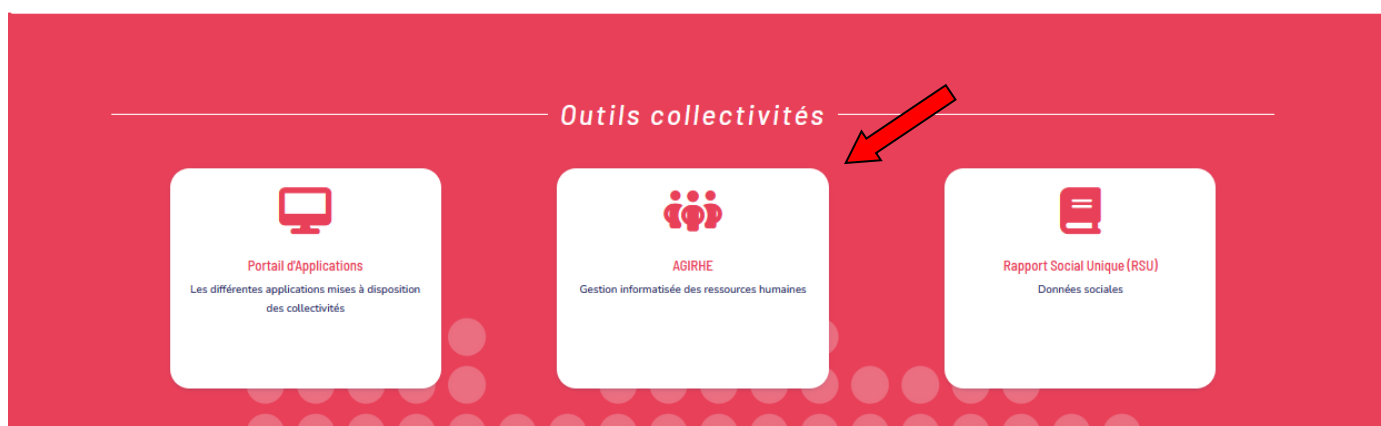 Outils collectivités
Portail d'Applications
Les différentes applications mises à disposition
des collectivités
AGIRHE
Gestion informatisée des ressources humaines
Rapport Social Unique (RSU)
Données sociales